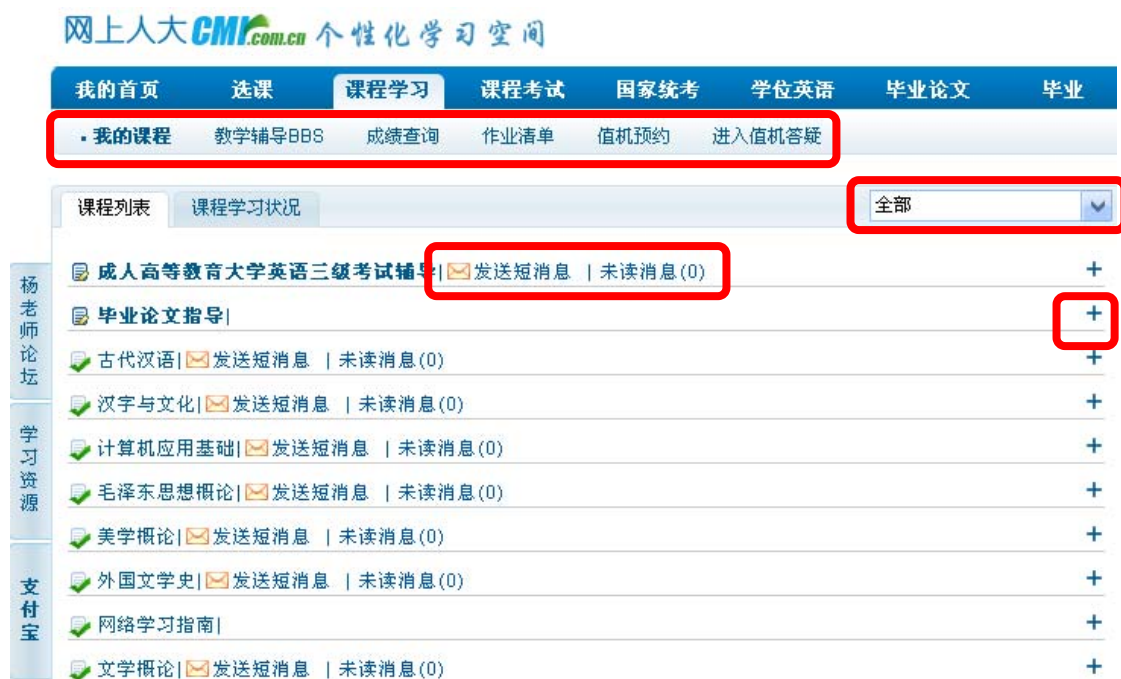 网上人大 CMR.com.cn 个性化学习空间
我的首页 选课 课程学习 课程考试 国家统考 学位英语 毕业论文 毕业
· 我的课程 教学辅导BBS 成绩查询 作业清单 值机预约 进入值机答疑
课程列表 课程学习状况 全部
成人高等教育大学英语三级考试辅导| 发送短消息 | 未读消息(0) +
毕业论文指导| +
古代汉语| 发送短消息 | 未读消息(0) +
汉字与文化| 发送短消息 | 未读消息(0) +
计算机应用基础| 发送短消息 | 未读消息(0) +
毛泽东思想概论| 发送短消息 | 未读消息(0) +
美学概论| 发送短消息 | 未读消息(0) +
外国文学史| 发送短消息 | 未读消息(0) +
网络学习指南| +
文学概论| 发送短消息 | 未读消息(0) +
杨老师论坛
学习资源
支付宝